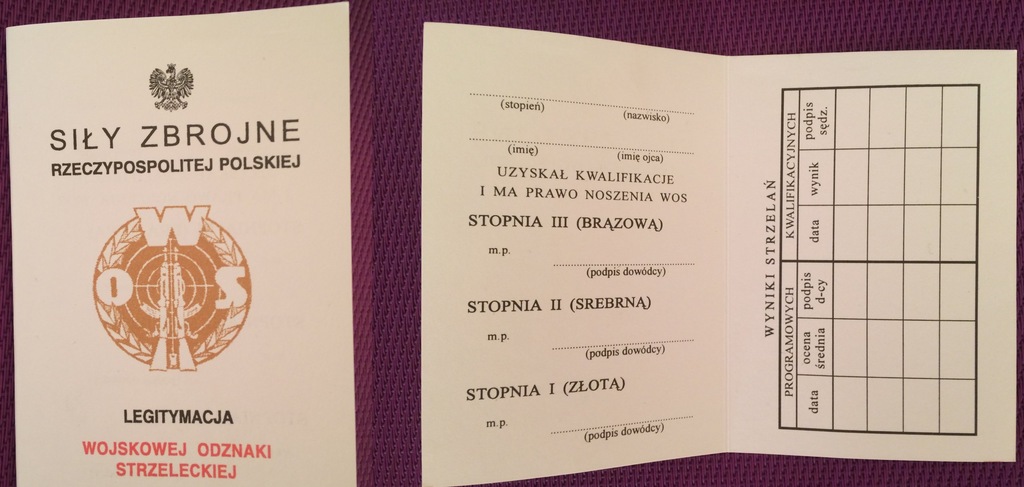 SIŁY ZBROJNE
RZECZYPOSPOLITEJ POLSKIEJ
W
O S
LEGITYMACJA
WOJSKOWEJ ODZNAKI
STRZELECKIEJ
(stopień) (nazwisko)
(imię) (imię ojca)
UZYSKAŁ KWALIFIKACJE
I MA PRAWO NOSZENIA WOS
STOPNIA III (BRĄZOWĄ)
m.p.
(podpis dowódcy)
STOPNIA II (SREBRNĄ)
m.p.
(podpis dowódcy)
STOPNIA I (ZŁOTĄ)
m.p.
(podpis dowódcy)
WYNIKI STRZELAŃ
PROGRAMOWYCH KWALIFIKACYJNYCH
data ocena średnia podpis d-cy data wynik podpis sędz.